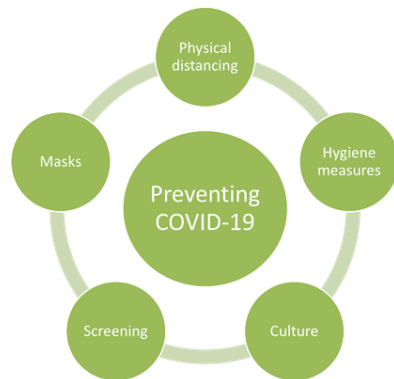 Physical
distancing
Hygiene
measures
Culture
Screening
Masks
Preventing
COVID-19